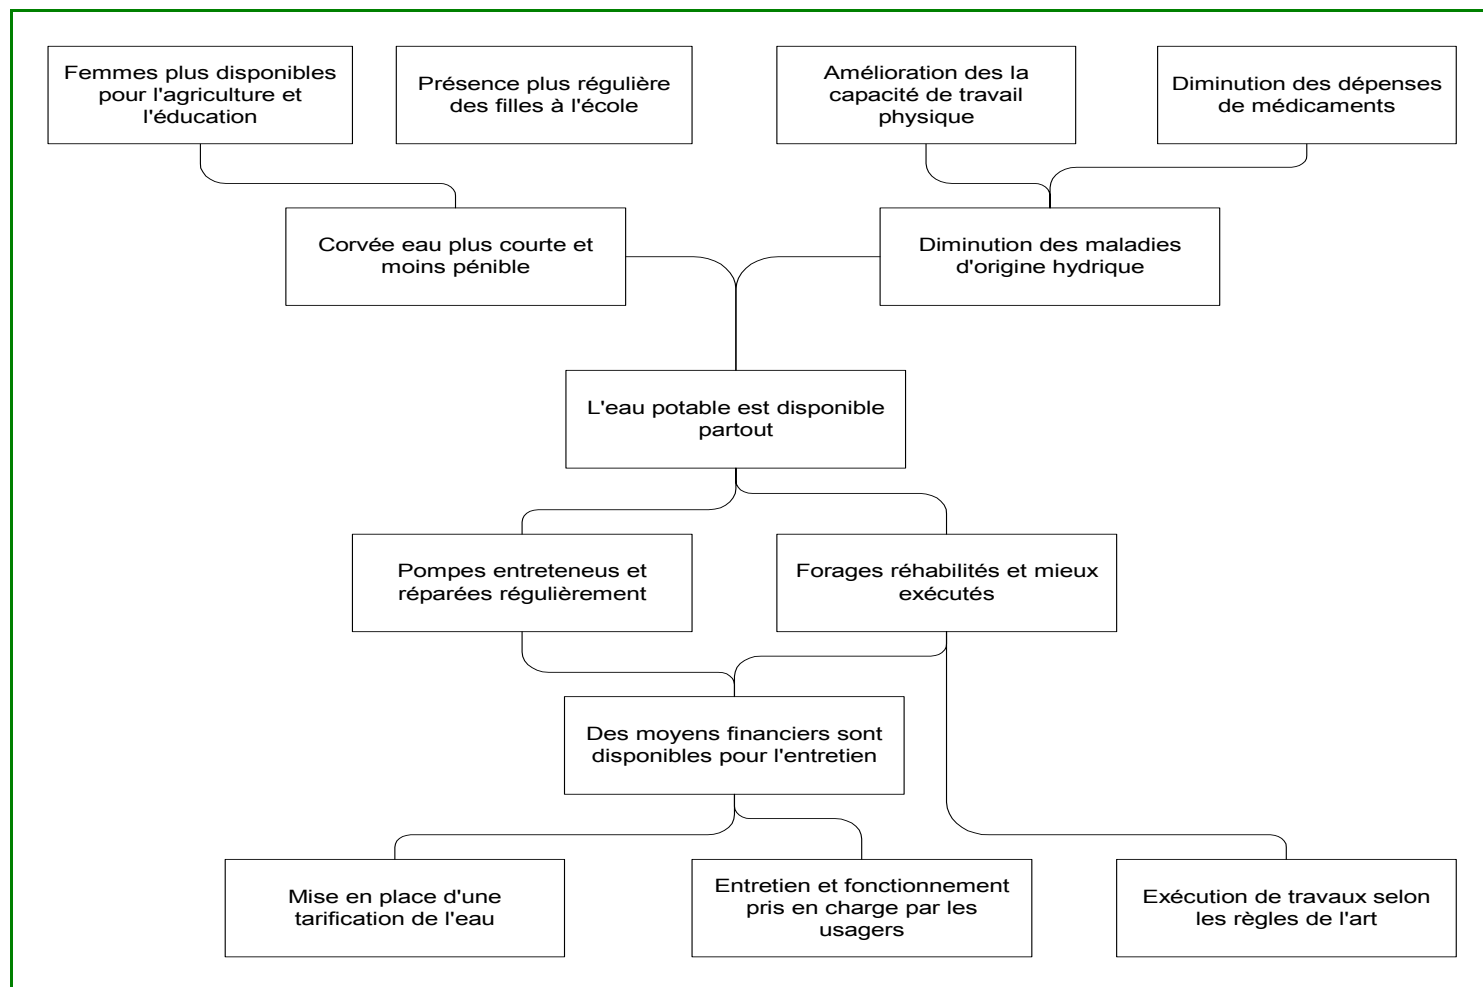 Femmes plus disponibles
pour l'agriculture et
l'éducation
Présence plus régulière
des filles à l'école
Amélioration des la
capacité de travail
physique
Diminution des dépenses
de médicaments
Corvée eau plus courte et
moins pénible
Diminution des maladies
d'origine hydrique
L'eau potable est disponible
partout
Pompes entreteneus et
réparées régulièrement
Forages réhabilités et mieux
exécutés
Des moyens financiers sont
disponibles pour l'entretien
Mise en place d'une
tarification de l'eau
Entretien et fonctionnement
pris en charge par les
usagers
Exécution de travaux selon
les règles de l'art